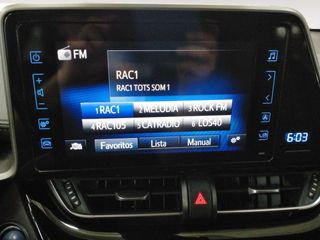 FM
RAC1
RAC1 TOTS SOM 1
1 RAC1 2 MELODIA 3 ROCK FM
4 RAC105 5 CATRADIO 6 LOS40
Favoritos Lista Manual
6:03